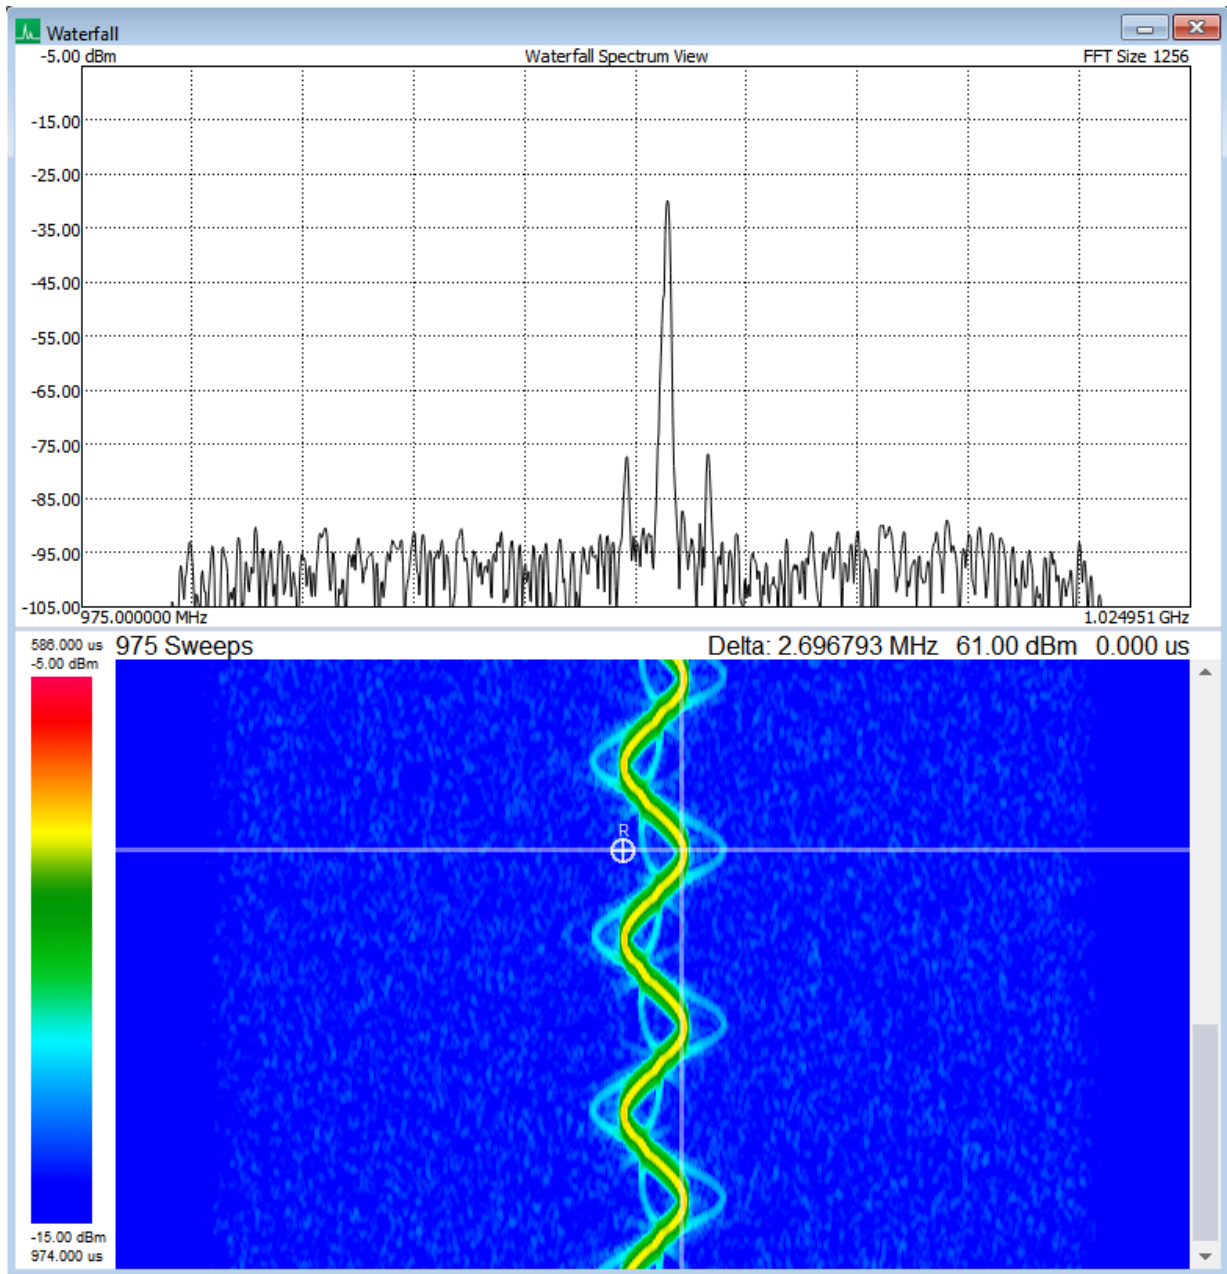 Waterfall
-5.00 dBm Waterfall Spectrum View FFT Size 1256
-15.00
-25.00
-35.00
-45.00
-55.00
-65.00
-75.00
-85.00
-95.00
-105.00
975.000000 MHz 1.024951 GHz
586.000 us 975 Sweeps Delta: 2.696793 MHz 61.00 dBm 0.000 us
-5.00 dBm
R
-15.00 dBm
974.000 us